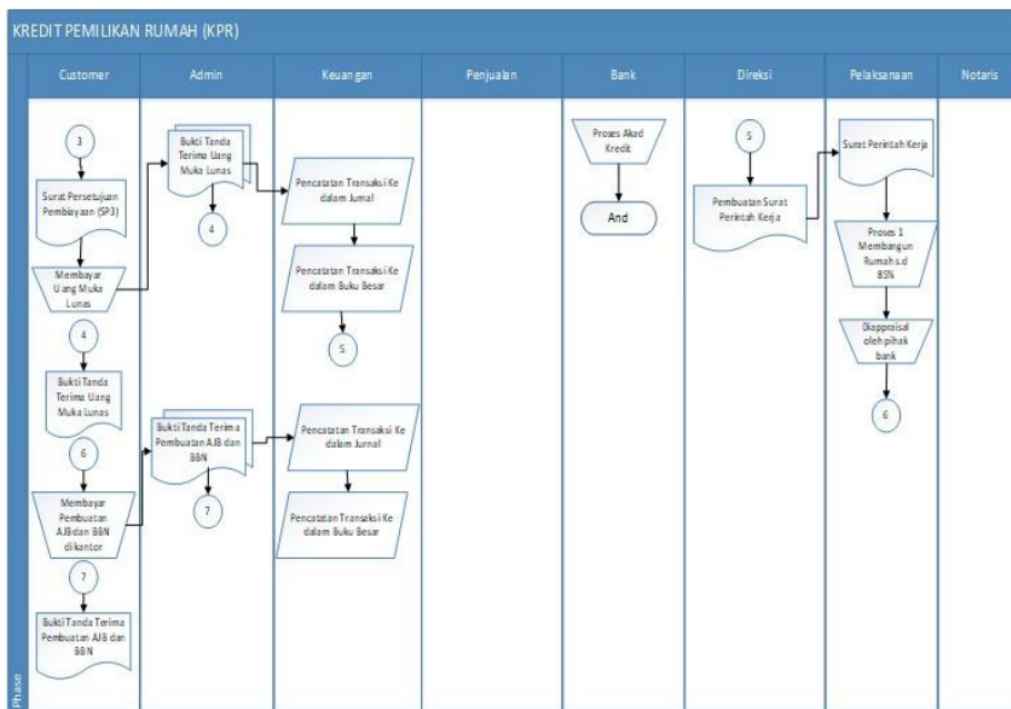 KREDIT PEMILIKAN RUMAH (KPR)
Customer
Admin
Keuangan
Penjualan
Bank
Direksi
Pelaksanaan
Notaris
3
Surat Persetujuan
Pembiayaan (SP3)
Membayar
Uang Muka
Lunas
4
Bukti Tanda
Terima Uang
Muka Lunas
6
Membayar
Pembuatan
AJB dan BBN
dikantor
7
Bukti Tanda Terima
Pembuatan AJB dan
BBN
Bukti Tanda
Terima Uang
Muka Lunas
4
Bukti Tanda Terima
Pembuatan AJB dan
BBN
7
Pencatatan Transaksi Ke
dalam Jurnal
Pencatatan Transaksi Ke
dalam Buku Besar
5
Pencatatan Transaksi Ke
dalam Jurnal
Pencatatan Transaksi Ke
dalam Buku Besar
Proses Akad
Kredit
And
5
Pembuatan Surat
Perintah Kerja
Surat Perintah Kerja
Proses 1
Membangun
Rumah s.d
85%
Diappraisal
oleh pihak
bank
6
Phase